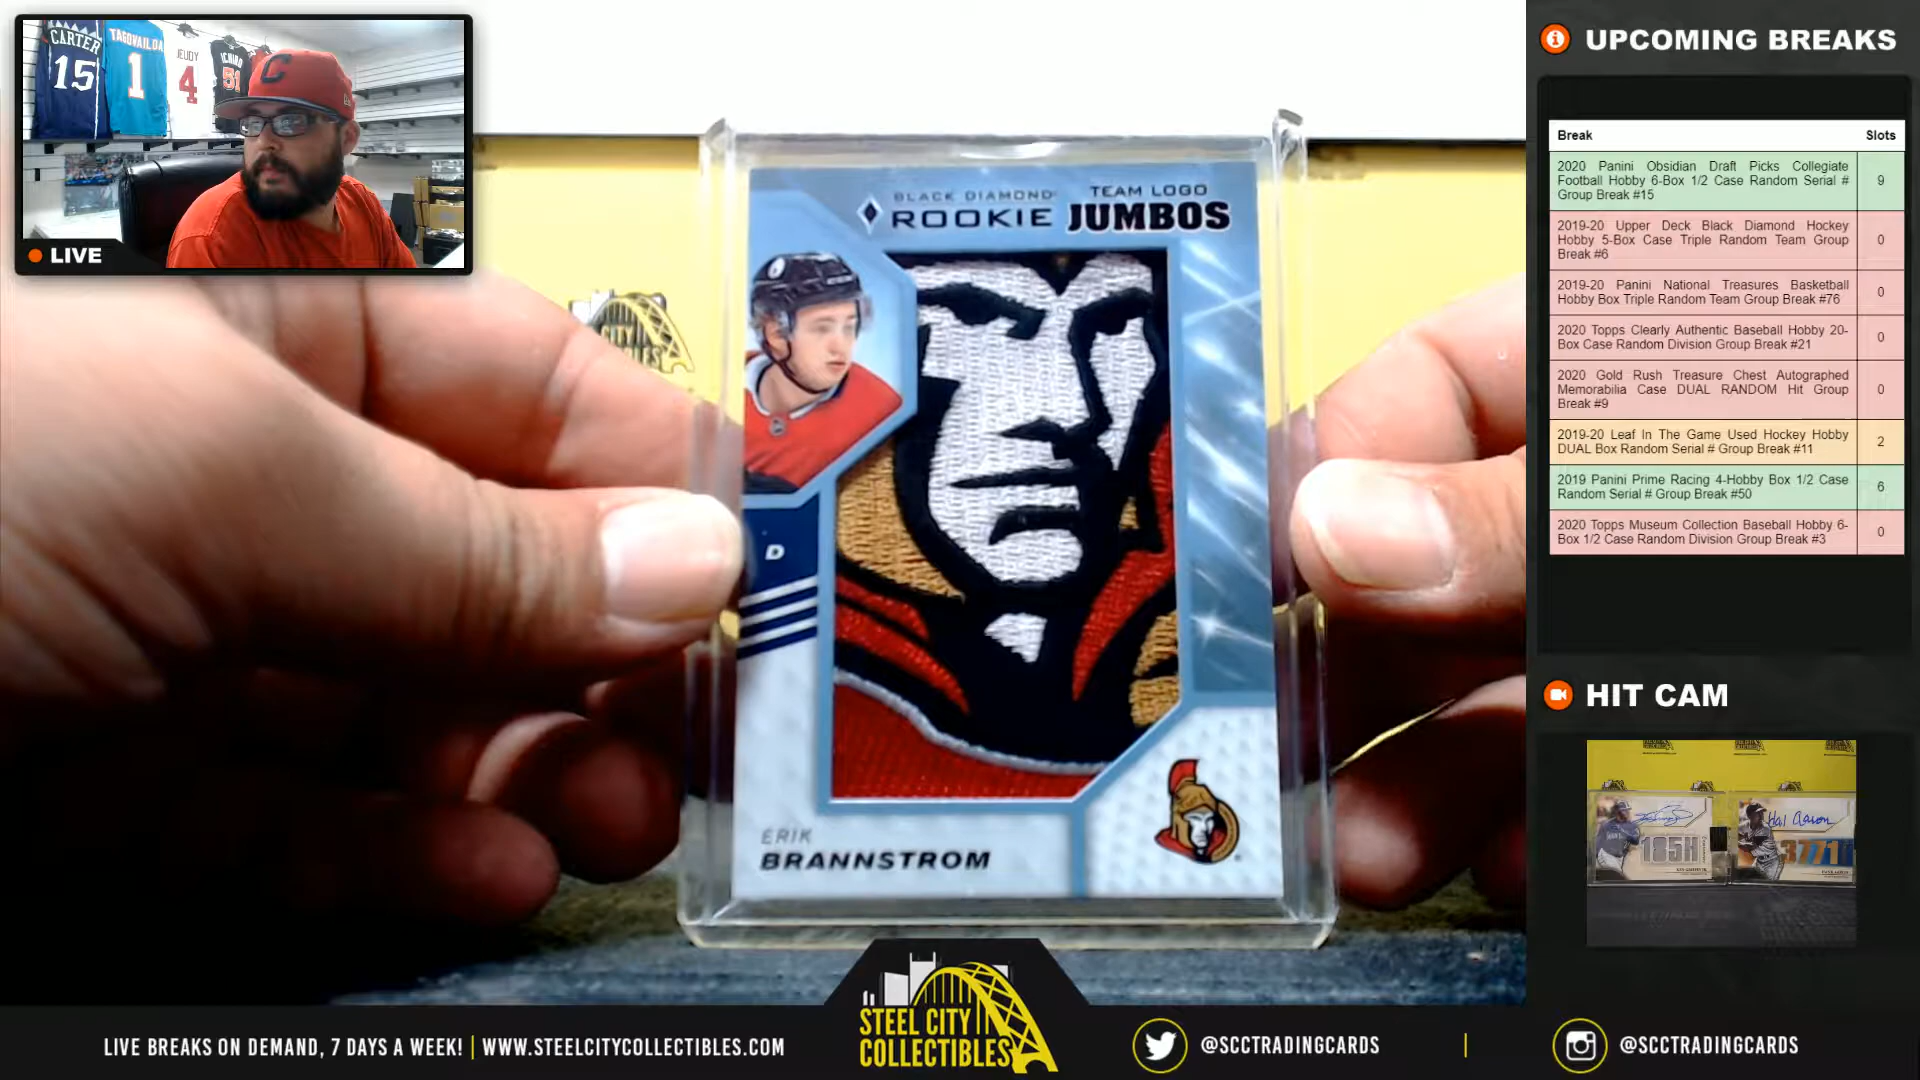 CARTER
15
TAGOVAILOA
1
JEUDY
4
ICHIRO
51
C
LIVE
BLACK DIAMOND
ROOKIE
TEAM LOGO
JUMBOS
CITY
COLLECTIBLES
D
ERIK
BRANNSTROM
UPCOMING BREAKS
Break Slots
2020 Panini Obsidian Draft Picks Collegiate
Football Hobby 6-Box 1/2 Case Random Serial # 9
Group Break #15
2019-20 Upper Deck Black Diamond Hockey
Hobby 5-Box Case Triple Random Team Group 0
Break #6
2019-20 Panini National Treasures Basketball
Hobby Box Triple Random Team Group Break #76 0
2020 Topps Clearly Authentic Baseball Hobby 20-
Box Case Random Division Group Break #21 0
2020 Gold Rush Treasure Chest Autographed
Memorabilia Case DUAL RANDOM Hit Group 0
Break #9
2019-20 Leaf In The Game Used Hockey Hobby
DUAL Box Random Serial # Group Break #11 2
2019 Panini Prime Racing 4-Hobby Box 1/2 Case
Random Serial # Group Break #50 6
2020 Topps Museum Collection Baseball Hobby 6-
Box 1/2 Case Random Division Group Break #3 0
HIT CAM
185H
Hal Aaron
3771
LIVE BREAKS ON DEMAND, 7 DAYS A WEEK! | WWW.STEELCITYCOLLECTIBLES.COM
STEEL CITY
COLLECTIBLES
@SCCTRADINGCARDS
@SCCTRADINGCARDS